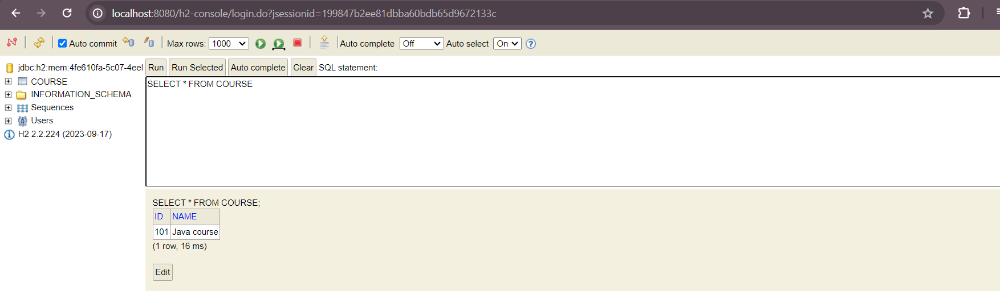 localhost:8080/h2-console/login.do?jsessionid=199847b2ee81dbba60bdb65d9672133c
Auto commit Max rows: 1000 Auto complete Off Auto select On ?
jdbc:h2:mem:4fe610fa-5c07-4eel Run Run Selected Auto complete Clear SQL statement:
COURSE
INFORMATION_SCHEMA
Sequences
Users
H2 2.2.224 (2023-09-17)
SELECT * FROM COURSE
SELECT * FROM COURSE;
ID NAME
101 Java course
(1 row, 16 ms)
Edit